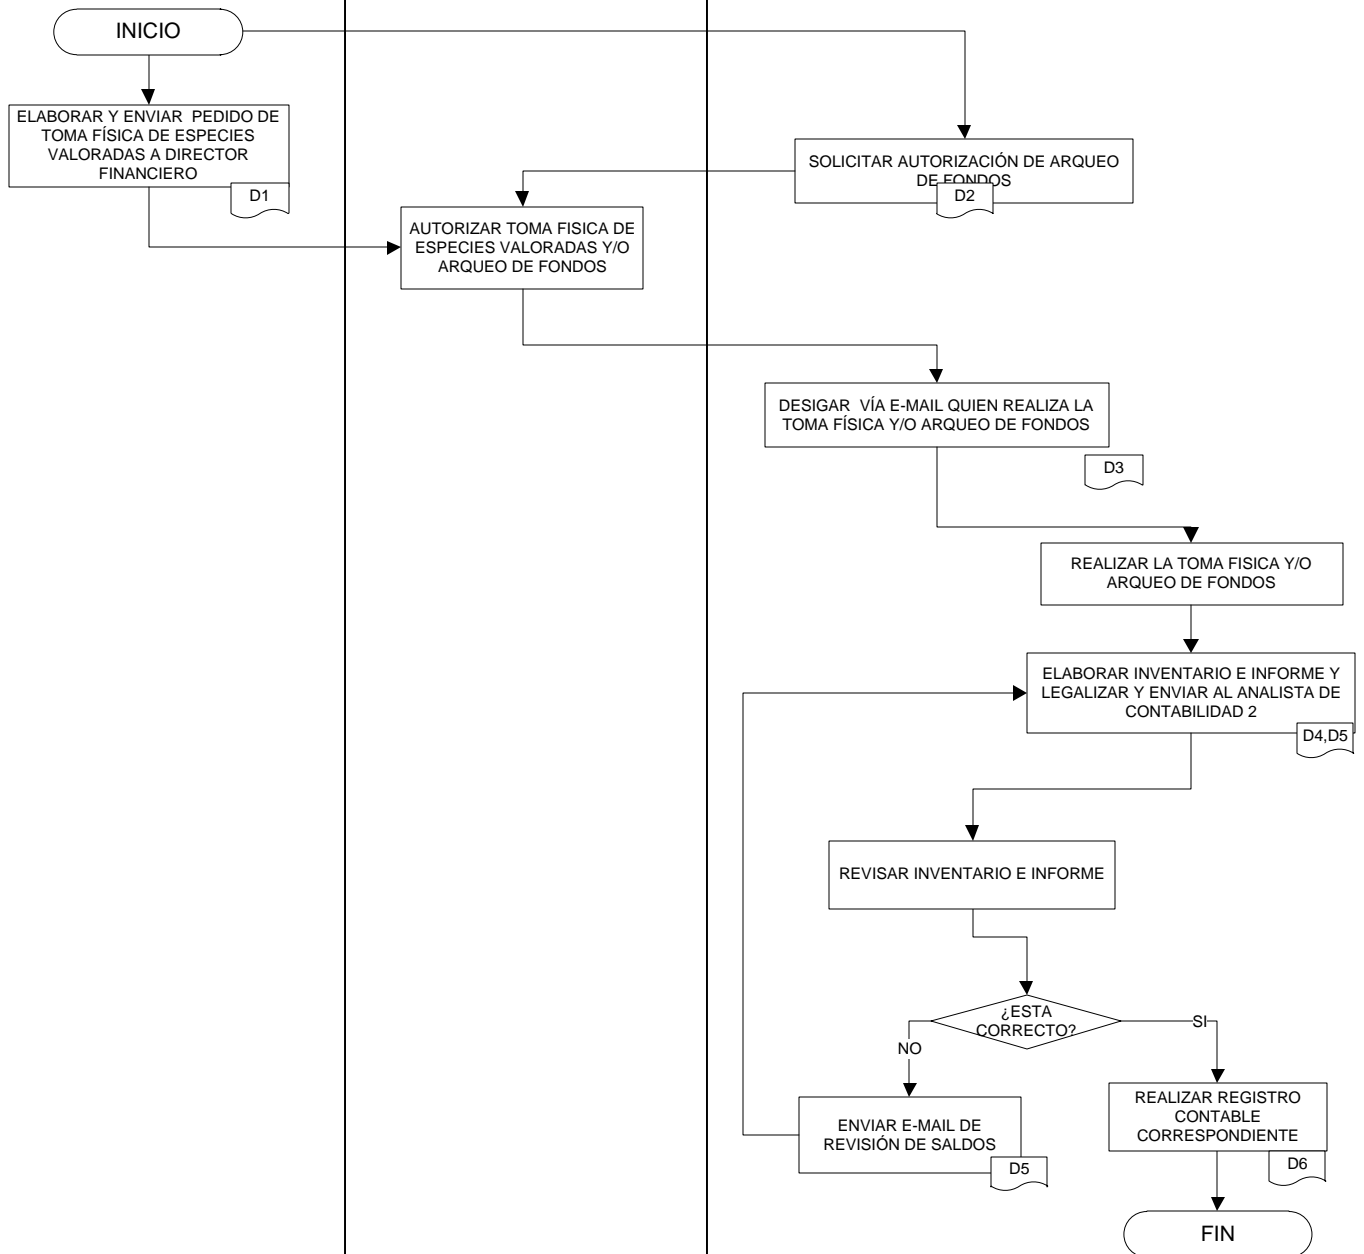 INICIO
ELABORAR Y ENVIAR PEDIDO DE
TOMA FÍSICA DE ESPECIES
VALORADAS A DIRECTOR
FINANCIERO
D1
SOLICITAR AUTORIZACIÓN DE ARQUEO
DE FONDOS
D2
AUTORIZAR TOMA FISICA DE
ESPECIES VALORADAS Y/O
ARQUEO DE FONDOS
DESIGAR VÍA E-MAIL QUIEN REALIZA LA
TOMA FÍSICA Y/O ARQUEO DE FONDOS
D3
REALIZAR LA TOMA FISICA Y/O
ARQUEO DE FONDOS
ELABORAR INVENTARIO E INFORME Y
LEGALIZAR Y ENVIAR AL ANALISTA DE
CONTABILIDAD 2
D4,D5
REVISAR INVENTARIO E INFORME
¿ESTA
CORRECTO?
SI
NO
ENVIAR E-MAIL DE
REVISIÓN DE SALDOS
D5
REALIZAR REGISTRO
CONTABLE
CORRESPONDIENTE
D6
FIN